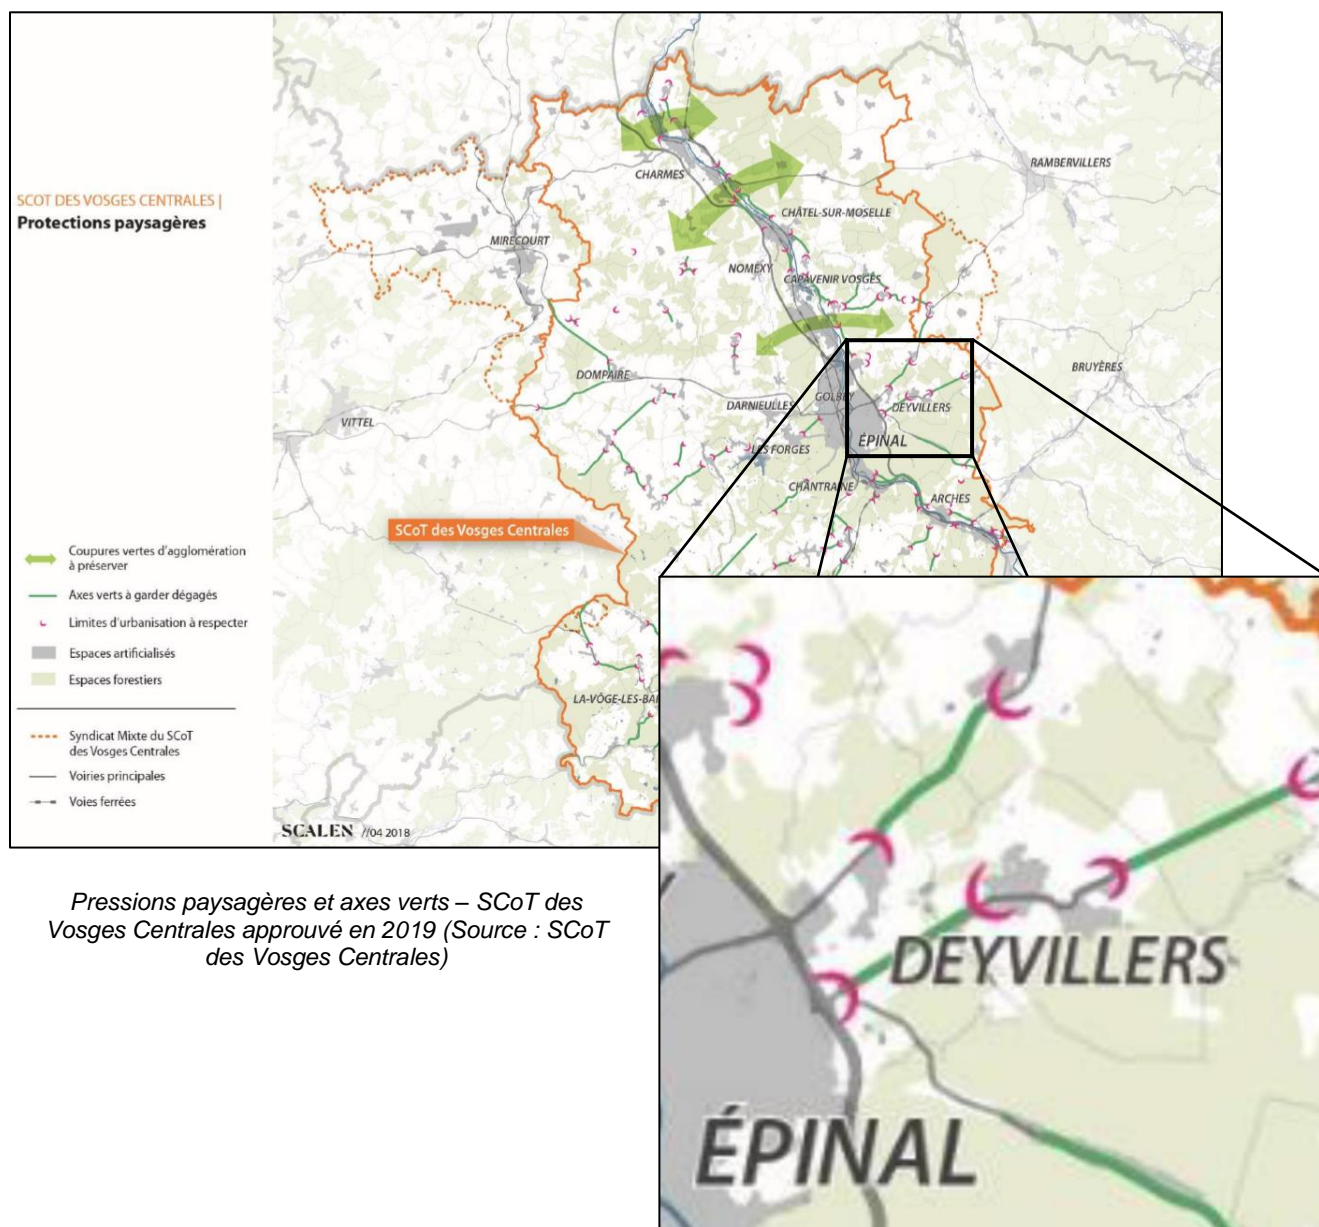 SCOT DES VOSGES CENTRALES |
Protections paysagères
Coupures vertes d'agglomération
à préserver
Axes verts à garder dégagés
Limites d'urbanisation à respecter
Espaces artificialisés
Espaces forestiers
Syndicat Mixte du SCoT
des Vosges Centrales
Voiries principales
Voies ferrées
CHARMES
RAMBERVILLERS
MIRECOURT
CHÂTEL-SUR-MOSELLE
NOMEXY
CAPAVENIR VOSGES
DOMPAIRE
BRUYÈRES
DARNIEULLES
GOLBEY
DEYVILLERS
VITTEL
LES FORGES
ÉPINAL
CHANTRAINE
ARCHES
SCoT des Vosges Centrales
LA-VÔGE-LES-BAI
SCALEN //04 2018
DEYVILLERS
ÉPINAL
Pressions paysagères et axes verts – SCoT des
Vosges Centrales approuvé en 2019 (Source : SCoT
des Vosges Centrales)